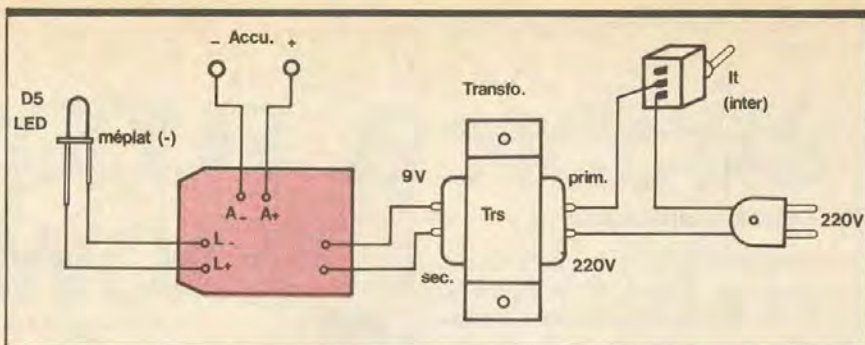 - Accu. +
D5
LED
méplat (-)
A- A+
L -
L+
9V
sec.
Transfo.
Trs
prim.
220V
It
(inter)
220V